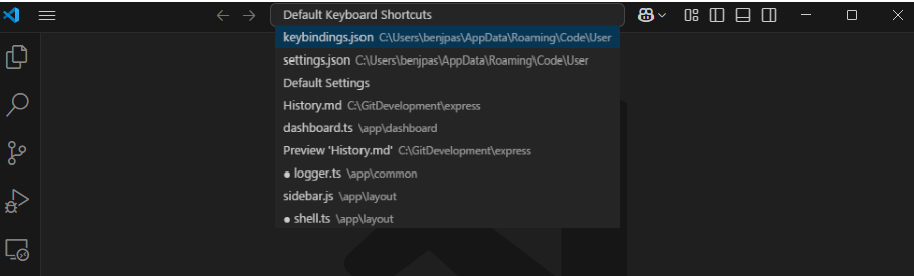 Default Keyboard Shortcuts
keybindings.json C:\Users\benjpas\AppData\Roaming\Code\User
settings.json C:\Users\benjpas\AppData\Roaming\Code\User
Default Settings
History.md C:\GitDevelopment\express
dashboard.ts \app\dashboard
Preview 'History.md' C:\GitDevelopment\express
● logger.ts \app\common
sidebar.js \app\layout
● shell.ts \app\layout